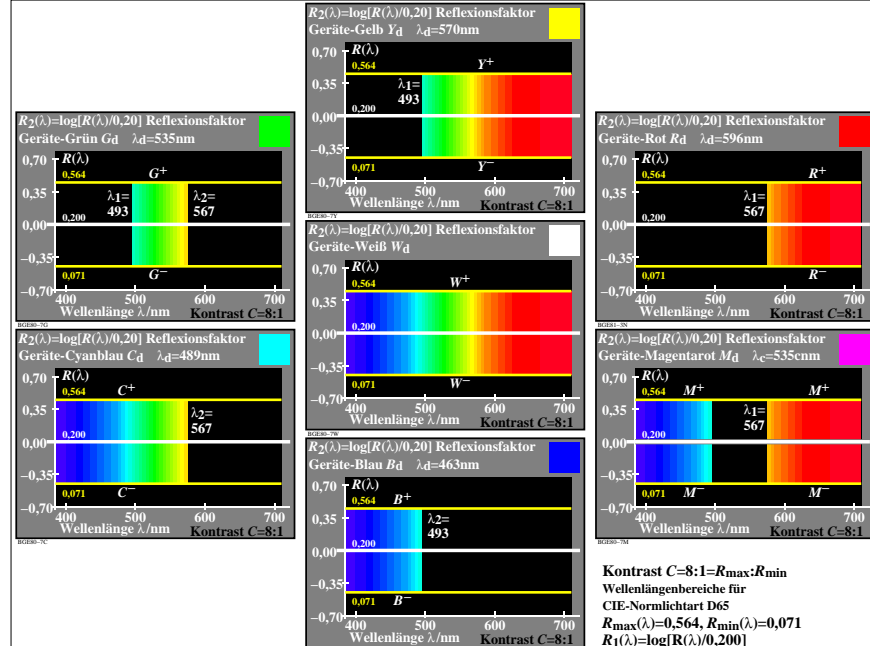 R₂(λ)=log[R(λ)/0,20] Reflexionsfaktor
Geräte-Gelb Yd λd=570nm
0,70 R(λ)
0,564
Y⁺
0,35
λ1=
493
0,200
0,00
−0,35
0,071
Y⁻
−0,70
400 500 600 700
Wellenlänge λ/nm Kontrast C=8:1
BGE80-7Y
R₂(λ)=log[R(λ)/0,20] Reflexionsfaktor
Geräte-Grün Gd λd=535nm
0,70 R(λ)
0,564
G⁺
0,35
λ1=
493
λ2=
567
0,200
0,00
−0,35
0,071
G⁻
−0,70
400 500 600 700
Wellenlänge λ/nm Kontrast C=8:1
BGE80-7G
R₂(λ)=log[R(λ)/0,20] Reflexionsfaktor
Geräte-Weiß Wd
0,70 R(λ)
0,564
W⁺
0,35
0,200
0,00
−0,35
0,071
W⁻
−0,70
400 500 600 700
Wellenlänge λ/nm Kontrast C=8:1
BGE80-7W
R₂(λ)=log[R(λ)/0,20] Reflexionsfaktor
Geräte-Rot Rd λd=596nm
0,70 R(λ)
0,564
R⁺
0,35
λ1=
567
0,200
0,00
−0,35
0,071
R⁻
−0,70
400 500 600 700
Wellenlänge λ/nm Kontrast C=8:1
BGE81-3N
R₂(λ)=log[R(λ)/0,20] Reflexionsfaktor
Geräte-Cyanblau Cd λd=489nm
0,70 R(λ)
0,564
C⁺
0,35
λ2=
567
0,200
0,00
−0,35
0,071
C⁻
−0,70
400 500 600 700
Wellenlänge λ/nm Kontrast C=8:1
BGE80-7C
R₂(λ)=log[R(λ)/0,20] Reflexionsfaktor
Geräte-Blau Bd λd=463nm
0,70 R(λ)
0,564
B⁺
0,35
λ2=
493
0,200
0,00
−0,35
0,071
B⁻
−0,70
400 500 600 700
Wellenlänge λ/nm Kontrast C=8:1
R₂(λ)=log[R(λ)/0,20] Reflexionsfaktor
Geräte-Magentarot Md λc=535cnm
0,70 R(λ)
0,564
M⁺ M⁺
0,35
λ1=
567
0,200
0,00
−0,35
0,071
M⁻ M⁻
−0,70
400 500 600 700
Wellenlänge λ/nm Kontrast C=8:1
BGE80-7M
Kontrast C=8:1=Rmax:Rmin
Wellenlängenbereiche für
CIE-Normlichtart D65
Rmax(λ)=0,564, Rmin(λ)=0,071
R₁(λ)=log[R(λ)/0,200]